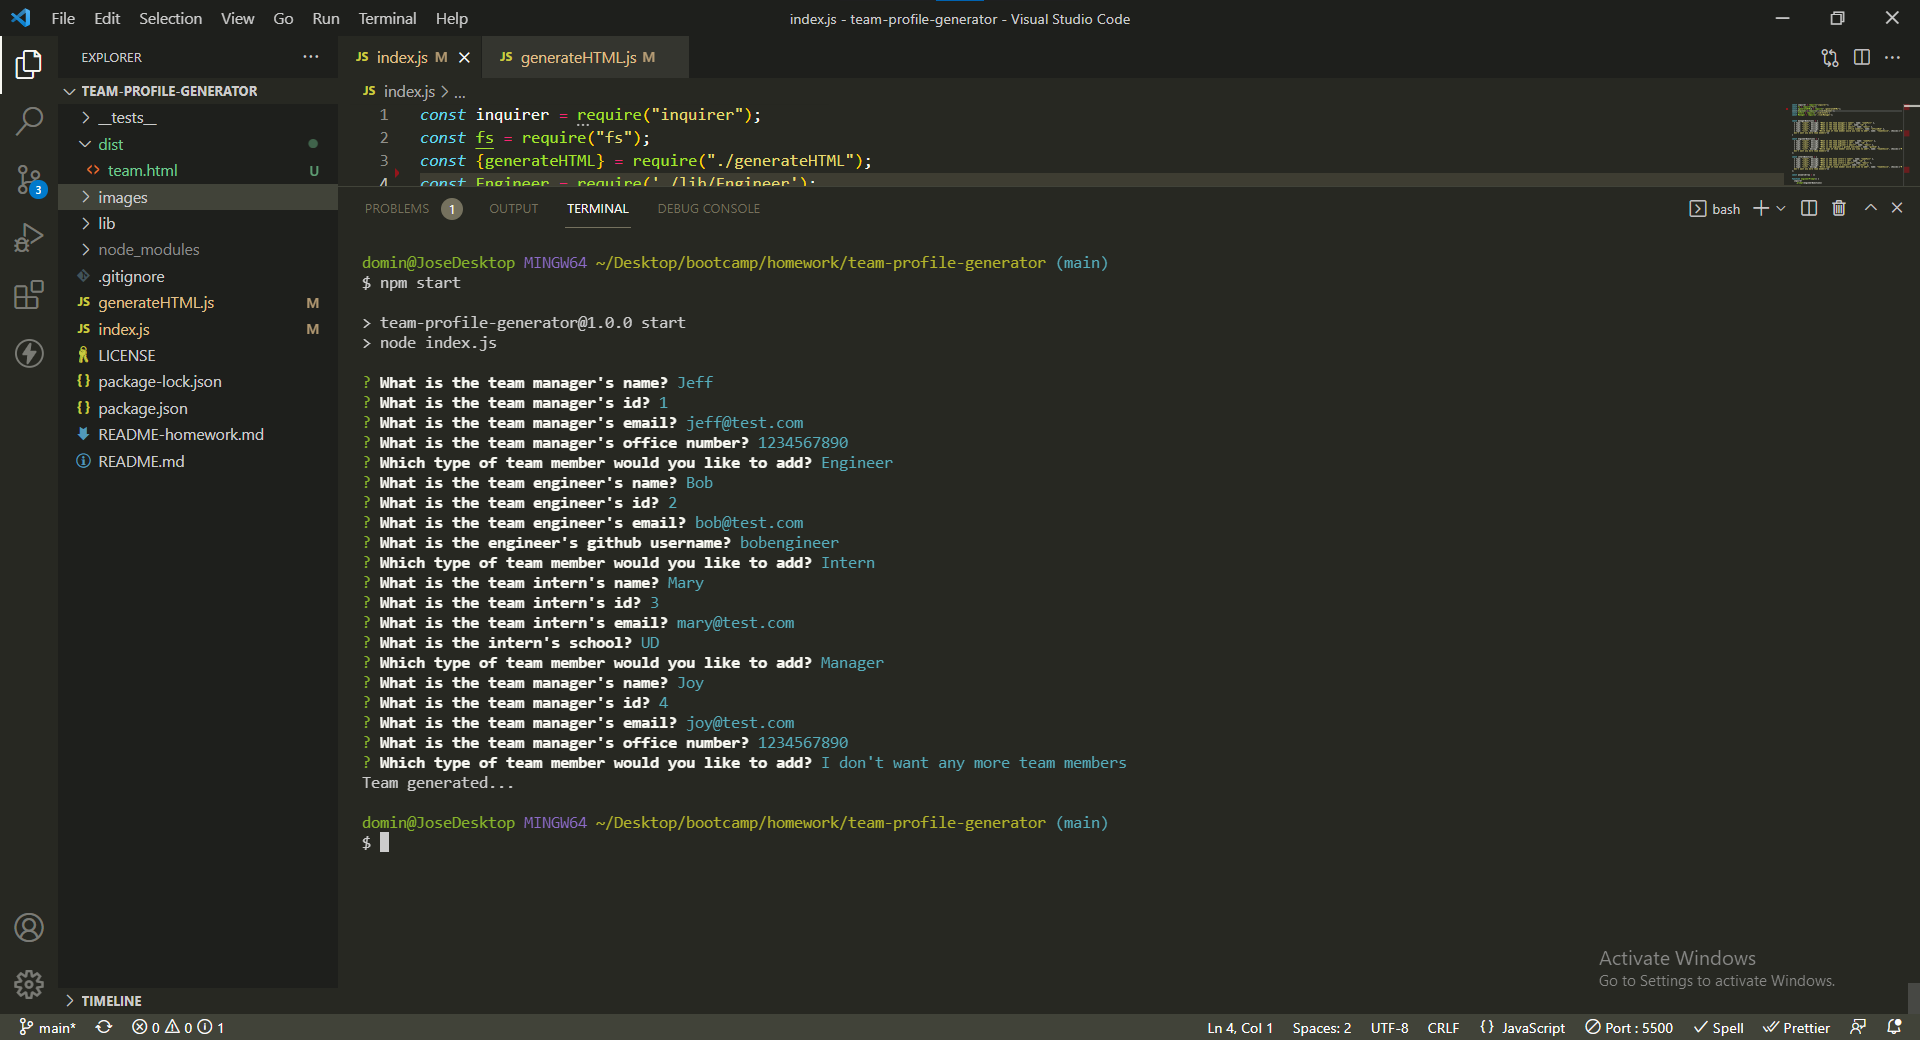 File Edit Selection View Go Run Terminal Help
index.js - team-profile-generator - Visual Studio Code
EXPLORER
TEAM-PROFILE-GENERATOR
__tests__
dist
team.html U
images
lib
node_modules
.gitignore
JS generateHTML.js M
JS index.js M
LICENSE
{} package-lock.json
{} package.json
README-homework.md
README.md
TIMELINE
3
JS index.js M
JS generateHTML.js M
JS index.js > ...
1 const inquirer = require("inquirer");
2 const fs = require("fs");
3 const {generateHTML} = require("./generateHTML");
4 const Engineer = require('./lib/Engineer');
PROBLEMS 1 OUTPUT TERMINAL DEBUG CONSOLE
bash
domin@JoseDesktop MINGW64 ~/Desktop/bootcamp/homework/team-profile-generator (main)
$ npm start
> team-profile-generator@1.0.0 start
> node index.js
? What is the team manager's name? Jeff
? What is the team manager's id? 1
? What is the team manager's email? jeff@test.com
? What is the team manager's office number? 1234567890
? Which type of team member would you like to add? Engineer
? What is the team engineer's name? Bob
? What is the team engineer's id? 2
? What is the team engineer's email? bob@test.com
? What is the engineer's github username? bobengineer
? Which type of team member would you like to add? Intern
? What is the team intern's name? Mary
? What is the team intern's id? 3
? What is the team intern's email? mary@test.com
? What is the intern's school? UD
? Which type of team member would you like to add? Manager
? What is the team manager's name? Joy
? What is the team manager's id? 4
? What is the team manager's email? joy@test.com
? What is the team manager's office number? 1234567890
? Which type of team member would you like to add? I don't want any more team members
Team generated...
domin@JoseDesktop MINGW64 ~/Desktop/bootcamp/homework/team-profile-generator (main)
$
Activate Windows
Go to Settings to activate Windows.
main* 0 0 1
Ln 4, Col 1 Spaces: 2 UTF-8 CRLF {} JavaScript Port : 5500 Spell Prettier